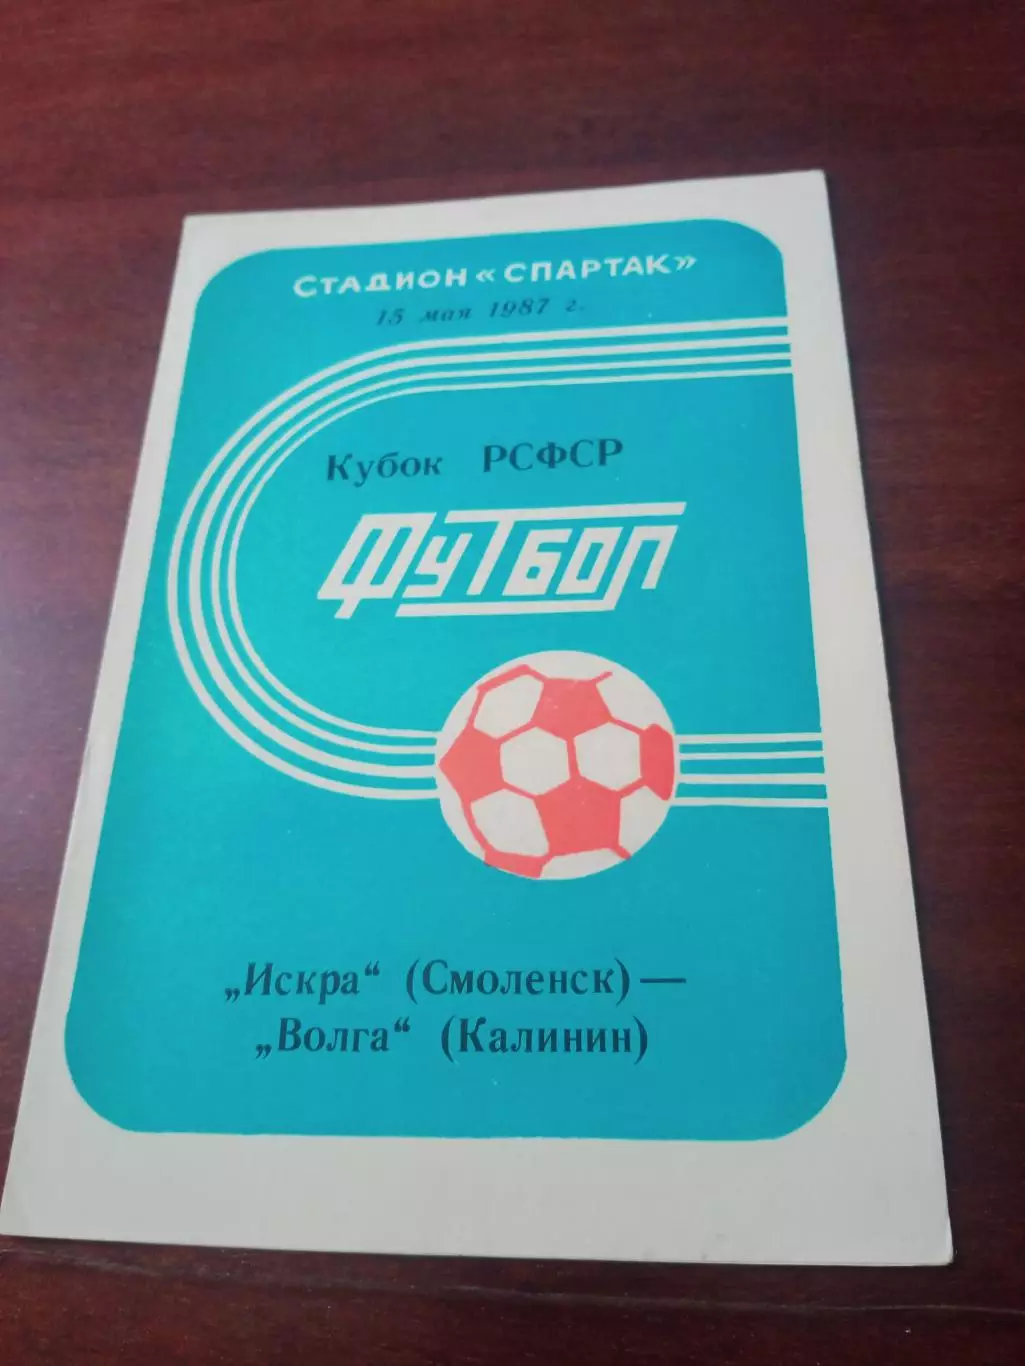 Стадион «СПАРТАК»
15 мая 1987 г.
Кубок РСФСР
ФУТБОЛ
„Искра“ (Смоленск) —
„Волга“ (Калинин)